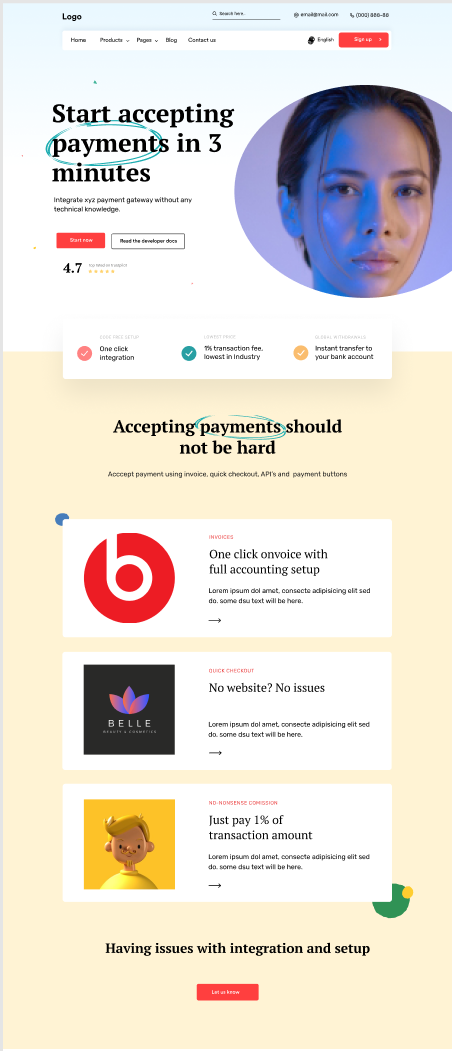 Logo
Search here..
email@mail.com
(000) 888-88
Home
Products
Pages
Blog
Contact us
English
Sign up
Start accepting
payments in 3
minutes
Integrate xyz payment gateway without any
technical knowledge.
Start now
Read the developer docs
4.7
One click
integration
1% transaction fee,
lowest in Industry
GLOBAL WITHDRAWALS
Instant transfer to
your bank account
Accepting payments should
not be hard
Acccept payment using invoice, quick checkout, API's and payment buttons
INVOICES
One click onvoice with
full accounting setup
Lorem ipsum dol amet, consecte adipisicing elit sed
do. some dsu text will be here.
BELLE
BEAUTY & COSMETICS
QUICK CHECKOUT
No website? No issues
Lorem ipsum dol amet, consecte adipisicing elit sed
do. some dsu text will be here.
NO-NONSENSE COMISSION
Just pay 1% of
transaction amount
Lorem ipsum dol amet, consecte adipisicing elit sed
do. some dsu text will be here.
Having issues with integration and setup
Let us know